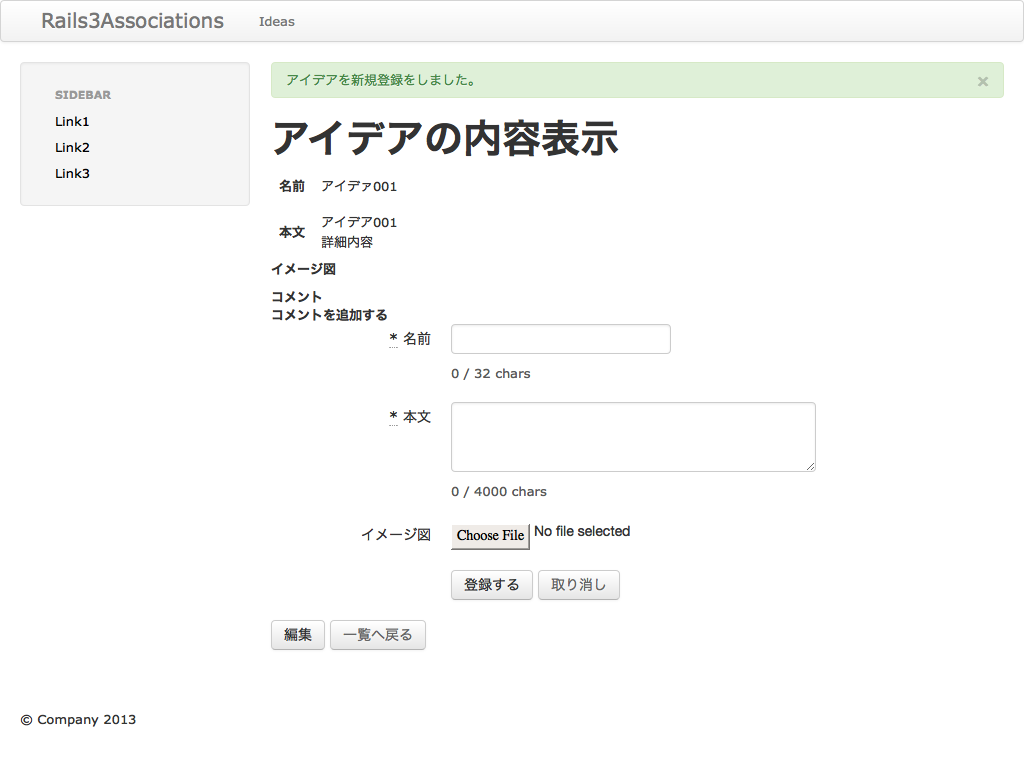 Rails3Associations Ideas
SIDEBAR
Link1
Link2
Link3
アイデアを新規登録をしました。 ×
アイデアの内容表示
名前 アイデァ001
本文 アイデア001
詳細内容
イメージ図
コメント
コメントを追加する
* 名前
0 / 32 chars
* 本文
0 / 4000 chars
イメージ図 Choose File No file selected
登録する 取り消し
編集 一覧へ戻る
© Company 2013